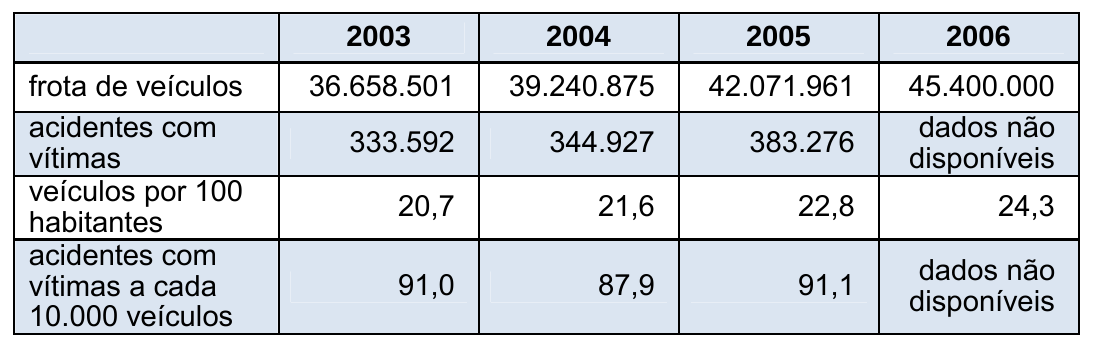 2003 2004 2005 2006
frota de veículos 36.658.501 39.240.875 42.071.961 45.400.000
acidentes com
vítimas 333.592 344.927 383.276 dados não
disponíveis
veículos por 100
habitantes 20,7 21,6 22,8 24,3
acidentes com
vítimas a cada
10.000 veículos 91,0 87,9 91,1 dados não
disponíveis